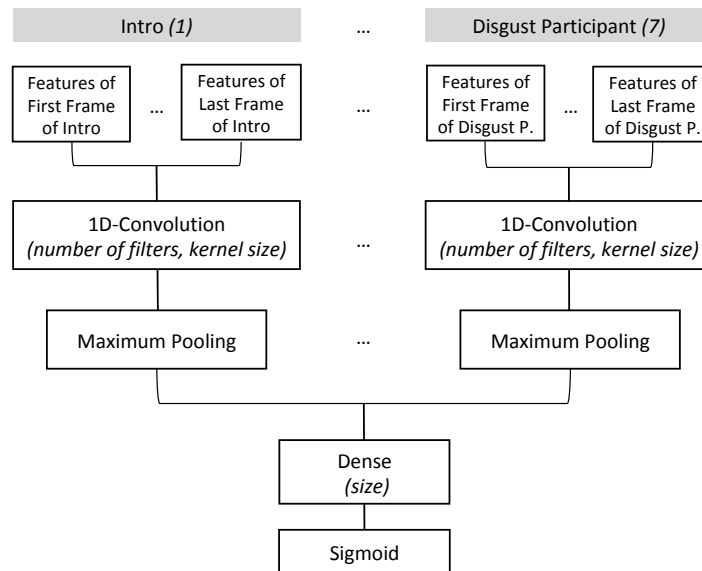 Intro (1)
...
Disgust Participant (7)
Features of
First Frame
of Intro
...
Features of
Last Frame
of Intro
...
Features of
First Frame
of Disgust P.
...
Features of
Last Frame
of Disgust P.
1D-Convolution
(number of filters, kernel size)
...
1D-Convolution
(number of filters, kernel size)
Maximum Pooling
...
Maximum Pooling
Dense
(size)
Sigmoid